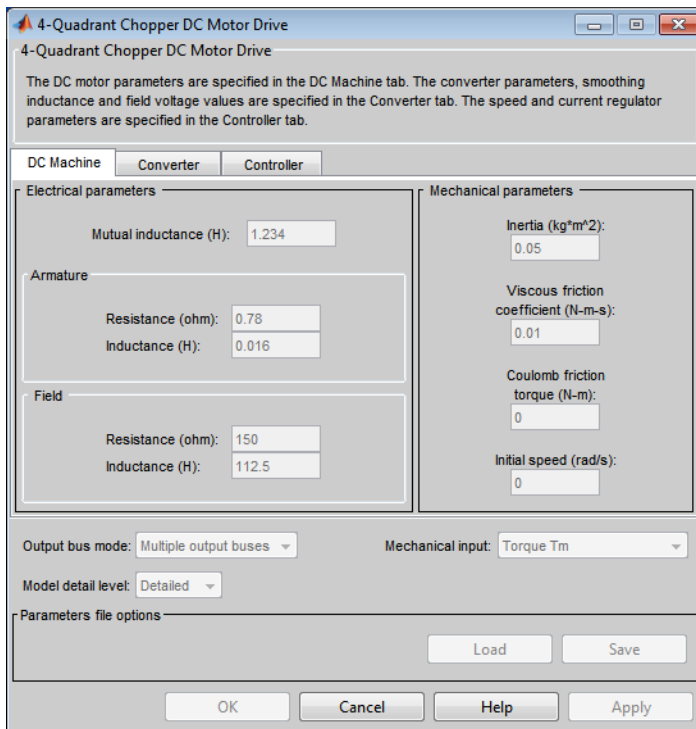 4-Quadrant Chopper DC Motor Drive
4-Quadrant Chopper DC Motor Drive
The DC motor parameters are specified in the DC Machine tab. The converter parameters, smoothing
inductance and field voltage values are specified in the Converter tab. The speed and current regulator
parameters are specified in the Controller tab.
DC Machine Converter Controller
Electrical parameters
Mutual inductance (H): 1.234
Armature
Resistance (ohm): 0.78
Inductance (H): 0.016
Field
Resistance (ohm): 150
Inductance (H): 112.5
Mechanical parameters
Inertia (kg*m^2):
0.05
Viscous friction
coefficient (N-m-s):
0.01
Coulomb friction
torque (N-m):
0
Initial speed (rad/s):
0
Output bus mode: Multiple output buses Mechanical input: Torque Tm
Model detail level: Detailed
Parameters file options
Load Save
OK Cancel Help Apply